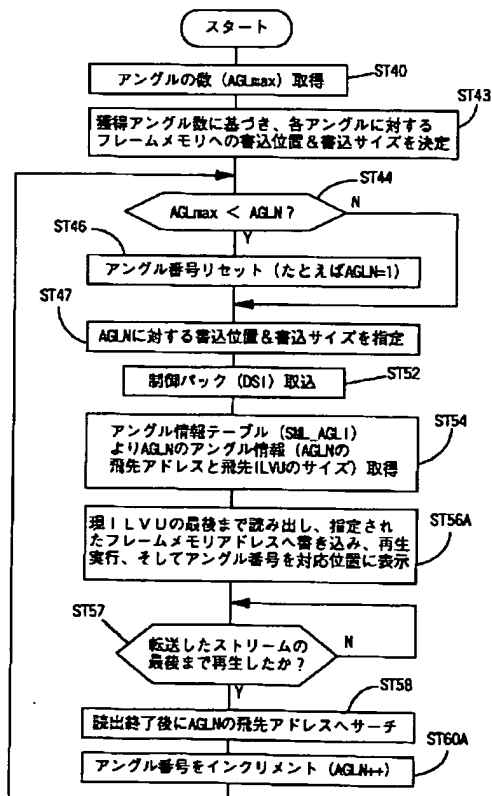 スタート
アングルの数 (AGLmax) 取得
ST40
ST43
獲得アングル数に基づき、各アングルに対する
フレームメモリへの書込位置&書込サイズを決定
ST44
AGLmax < AGLN?
N
Y
ST46
アングル番号リセット (たとえばAGLN=1)
ST47
AGLNに対する書込位置&書込サイズを指定
制御パック (DSI) 取込
ST52
アングル情報テーブル (SML_AGLI)
よりAGLNのアングル情報 (AGLNの
飛先アドレスと飛先ILVUのサイズ) 取得
ST54
現ILVUの最後まで読み出し、指定され
たフレームメモリアドレスへ書き込み、再生
実行、そしてアングル番号を対応位置に表示
ST56A
ST57
転送したストリームの
最後まで再生したか?
N
Y
ST58
読出終了後にAGLNの飛先アドレスへサーチ
ST60A
アングル番号をインクリメント (AGLN++)